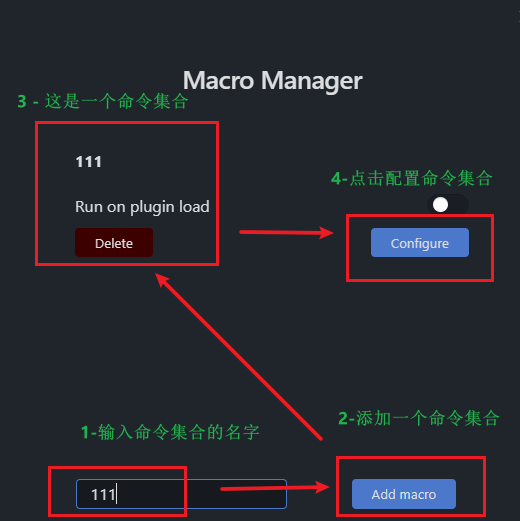 Macro Manager
3 - 这是一个命令集合
111
4-点击配置命令集合
Run on plugin load
Delete
Configure
1-输入命令集合的名字
2-添加一个命令集合
111
Add macro